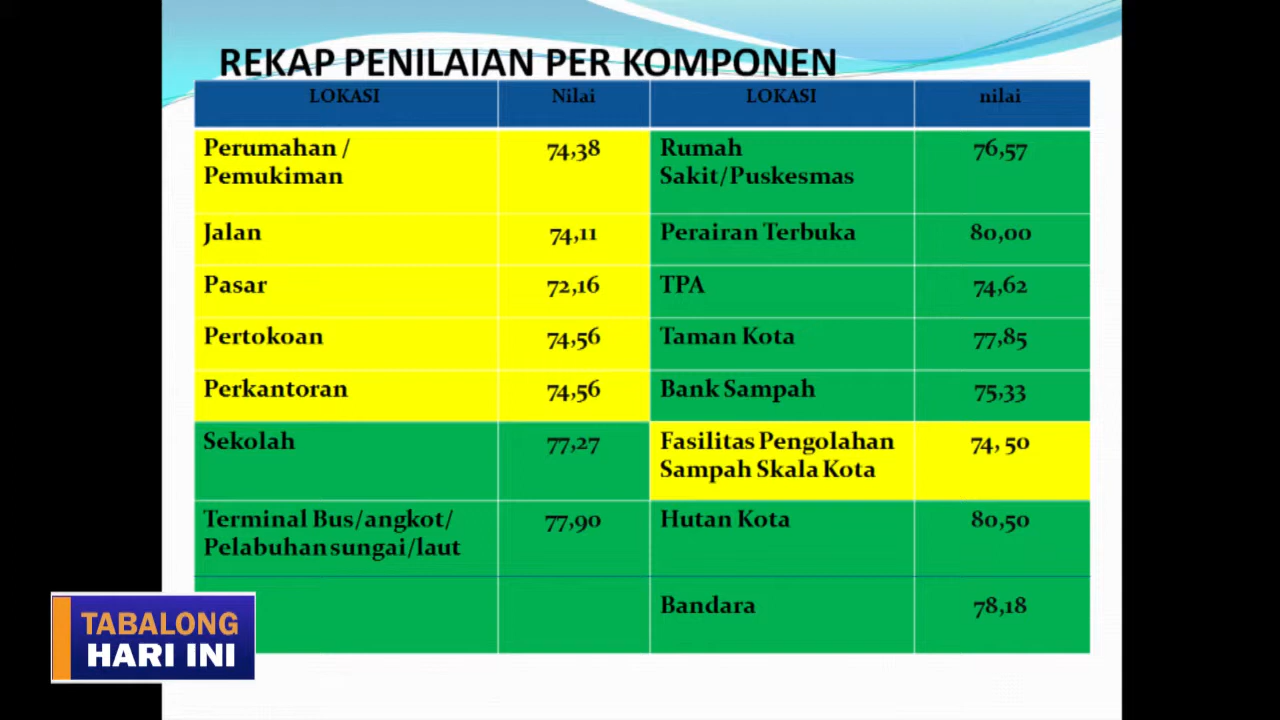 REKAP PENILAIAN PER KOMPONEN
LOKASI Nilai LOKASI nilai
Perumahan / 74,38 Rumah 76,57
Pemukiman Sakit/Puskesmas
Jalan 74,11 Perairan Terbuka 80,00
Pasar 72,16 TPA 74,62
Pertokoan 74,56 Taman Kota 77,85
Perkantoran 74,56 Bank Sampah 75,33
Sekolah 77,27 Fasilitas Pengolahan 74, 50
Sampah Skala Kota
Terminal Bus/angkot/ 77,90 Hutan Kota 80,50
Pelabuhan sungai/laut
Bandara 78,18
TABALONG
HARI INI